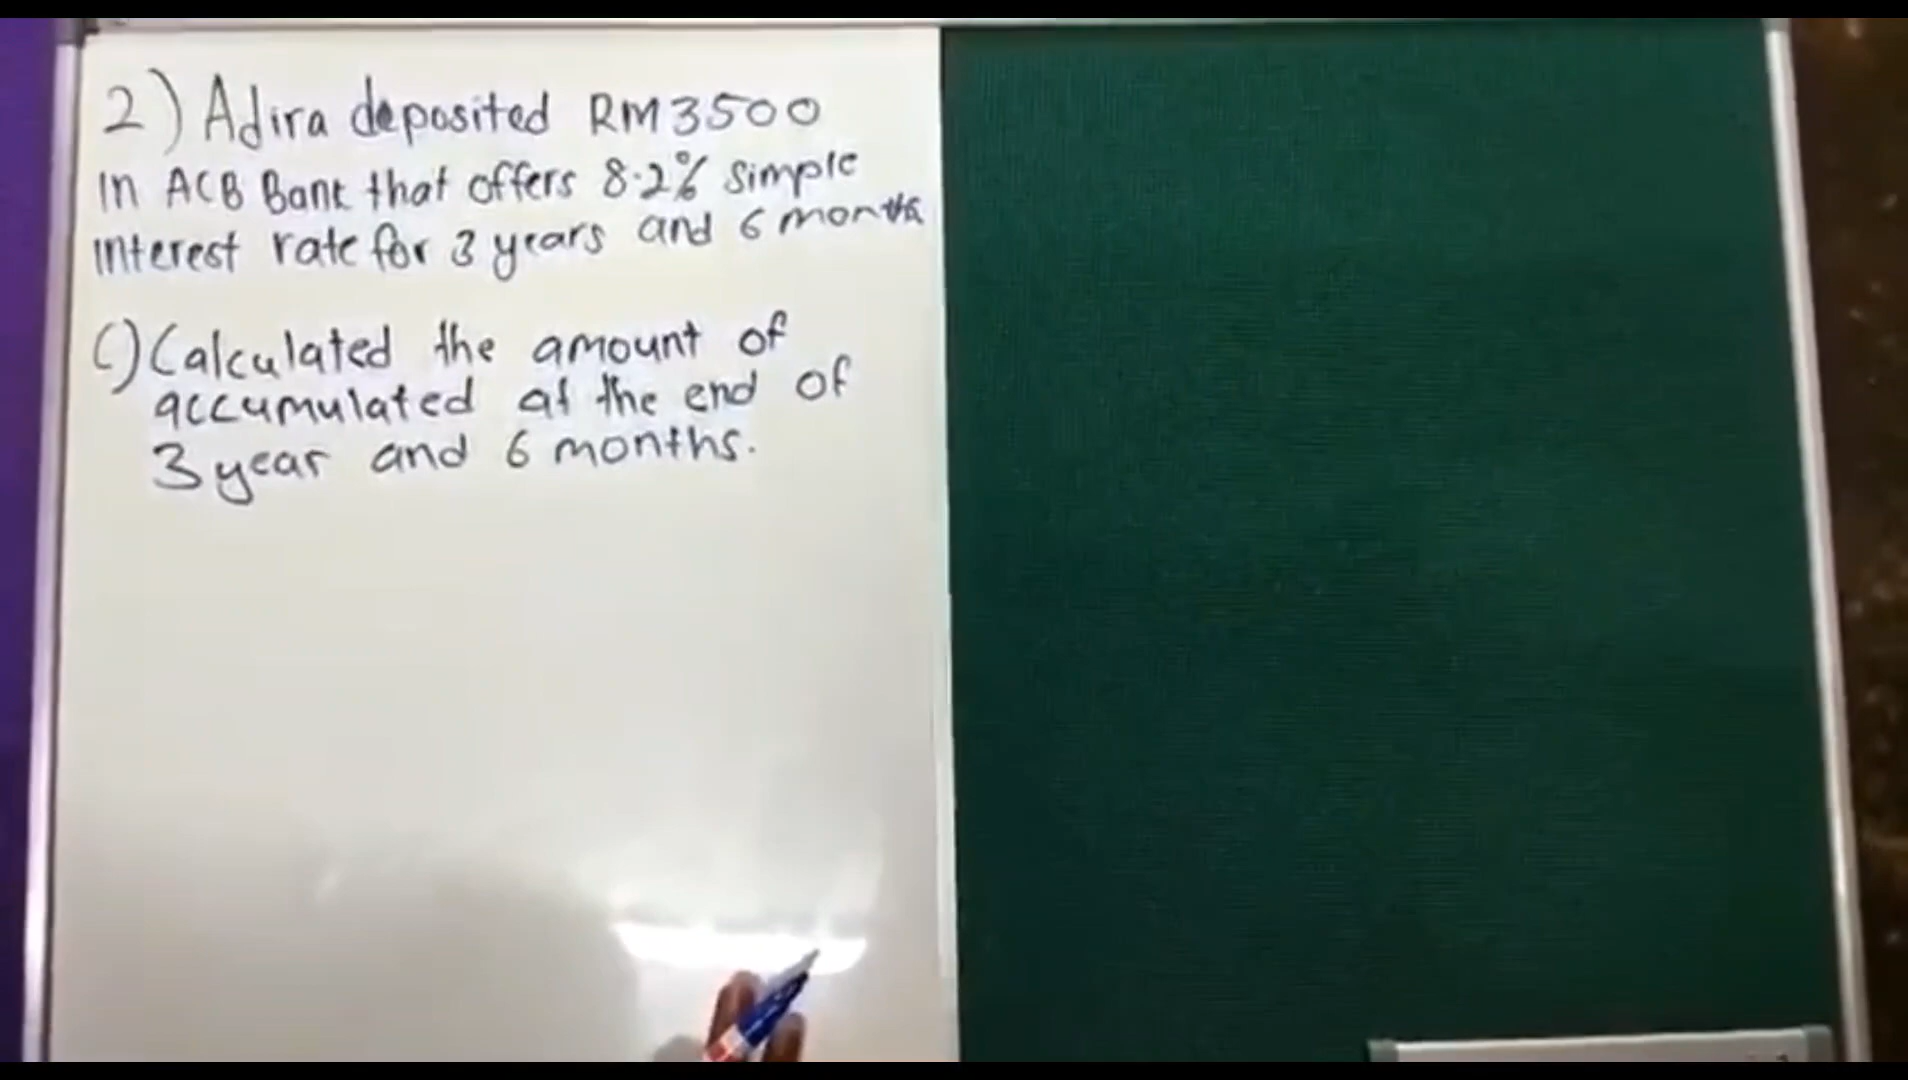 2) Adira deposited RM3500
in ACB Bank that offers 8.2% simple
interest rate for 3 years and 6 months
C) Calculated the amount of
accumulated at the end of
3 year and 6 months.